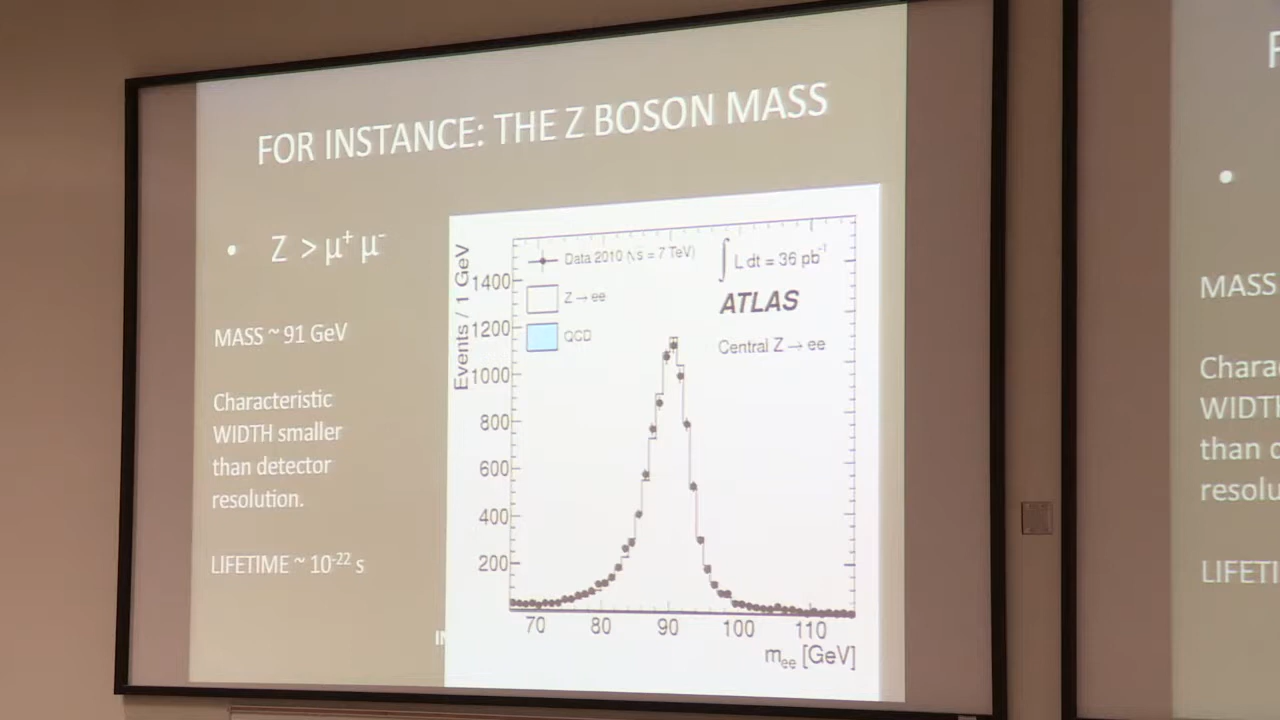 FOR INSTANCE: THE Z BOSON MASS
• Z > μ⁺ μ⁻
MASS ~ 91 GeV
Characteristic
WIDTH smaller
than detector
resolution.
LIFETIME ~ 10⁻²² s
Events / 1 GeV
1400
1200
1000
800
600
400
200
Data 2010 (√s = 7 TeV)
Z → ee
QCD
∫ L dt = 36 pb⁻¹
ATLAS
Central Z → ee
70 80 90 100 110
mₑₑ [GeV]
F
•
MASS
Charac
WIDTH
than d
resolu
LIFETI